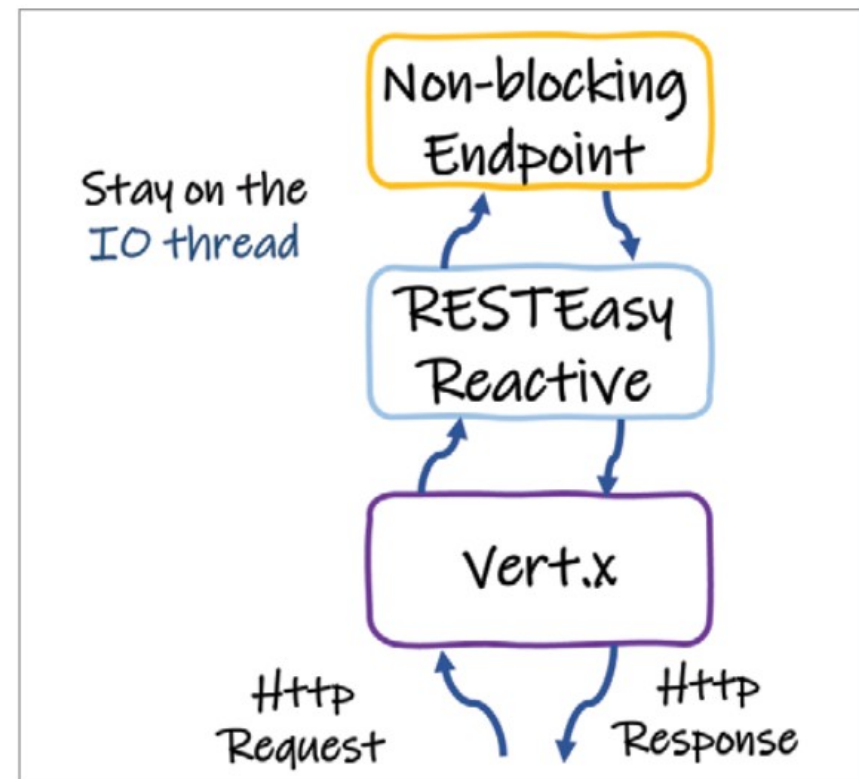 Non-blocking
Endpoint
Stay on the
IO thread
RESTEasy
Reactive
Vert.x
Http
Request
Http
Response